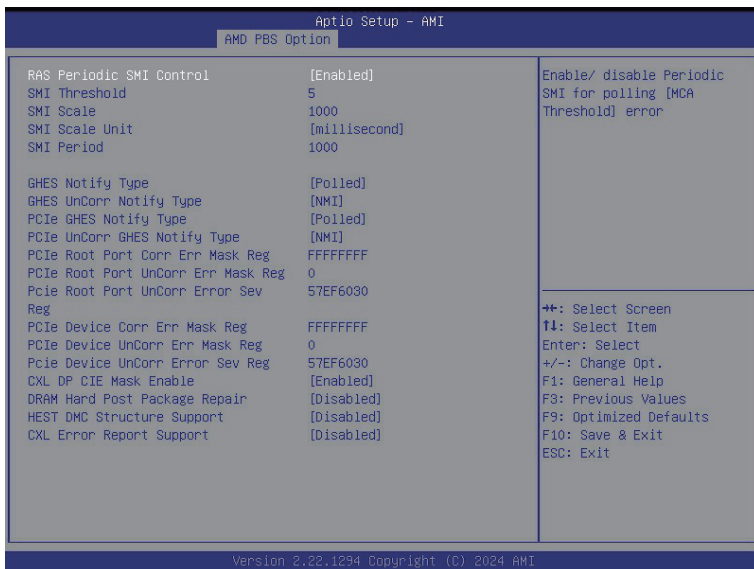 Aptio Setup – AMI
AMD PBS Option
RAS Periodic SMI Control [Enabled]
SMI Threshold 5
SMI Scale 1000
SMI Scale Unit [millisecond]
SMI Period 1000
GHES Notify Type [Polled]
GHES UnCorr Notify Type [NMI]
PCIe GHES Notify Type [Polled]
PCIe UnCorr GHES Notify Type [NMI]
PCIe Root Port Corr Err Mask Reg FFFFFFFF
PCIe Root Port UnCorr Err Mask Reg 0
Pcie Root Port UnCorr Error Sev 57EF6030
Reg
PCIe Device Corr Err Mask Reg FFFFFFFF
PCIe Device UnCorr Err Mask Reg 0
Pcie Device UnCorr Error Sev Reg 57EF6030
CXL DP CIE Mask Enable [Enabled]
DRAM Hard Post Package Repair [Disabled]
HEST DMC Structure Support [Disabled]
CXL Error Report Support [Disabled]
Enable/ disable Periodic
SMI for polling [MCA
Threshold] error
→←: Select Screen
↑↓: Select Item
Enter: Select
+/-: Change Opt.
F1: General Help
F3: Previous Values
F9: Optimized Defaults
F10: Save & Exit
ESC: Exit
Version 2.22.1294 Copyright (C) 2024 AMI